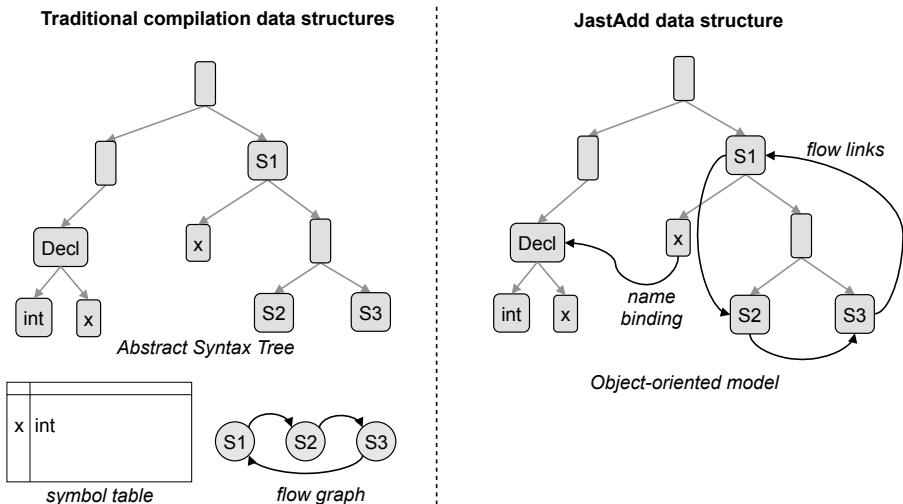 Traditional compilation data structures
S1
Decl
x
int
x
S2
S3
Abstract Syntax Tree
x
int
symbol table
S1
S2
S3
flow graph
JastAdd data structure
S1
flow links
Decl
x
name
binding
int
x
S2
S3
Object-oriented model